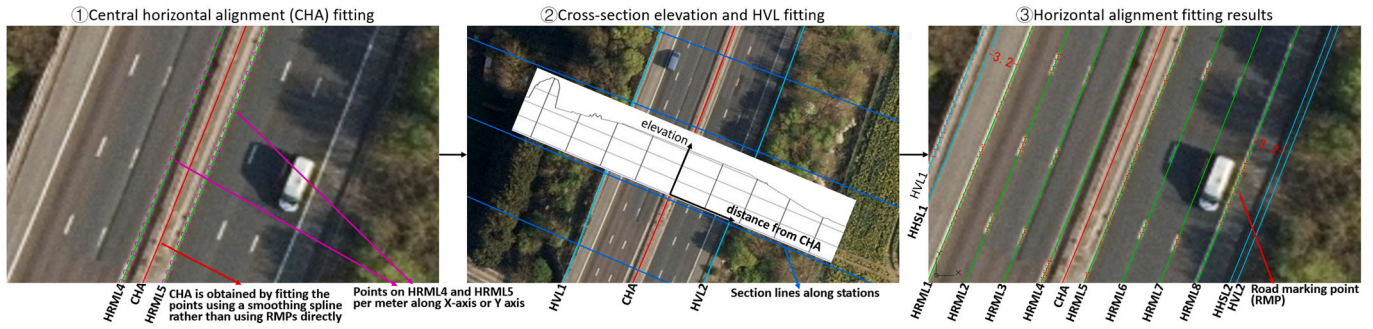 ①Central horizontal alignment (CHA) fitting
HRML4
CHA
HRML5
CHA is obtained by fitting the
points using a smoothing spline
rather than using RMPs directly
Points on HRML4 and HRML5
per meter along X-axis or Y axis
②Cross-section elevation and HVL fitting
elevation
distance from CHA
HVL1
CHA
HVL2
Section lines along stations
③Horizontal alignment fitting results
-3.2
HVL1
HHSL1
HRML1
HRML2
HRML3
HRML4
CHA
HRML5
HRML6
HRML7
HRML8
HHSL2
HVL2
X
Road marking point
(RMP)